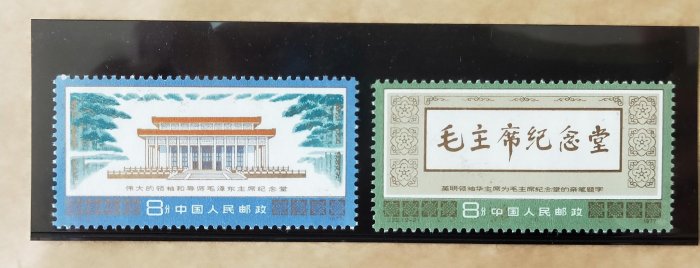 伟大的领袖和导师毛泽东主席纪念堂
8分 中国人民邮政
毛主席纪念堂
英明领袖华主席为毛主席纪念堂的亲笔题字
8分 中国人民邮政
1977